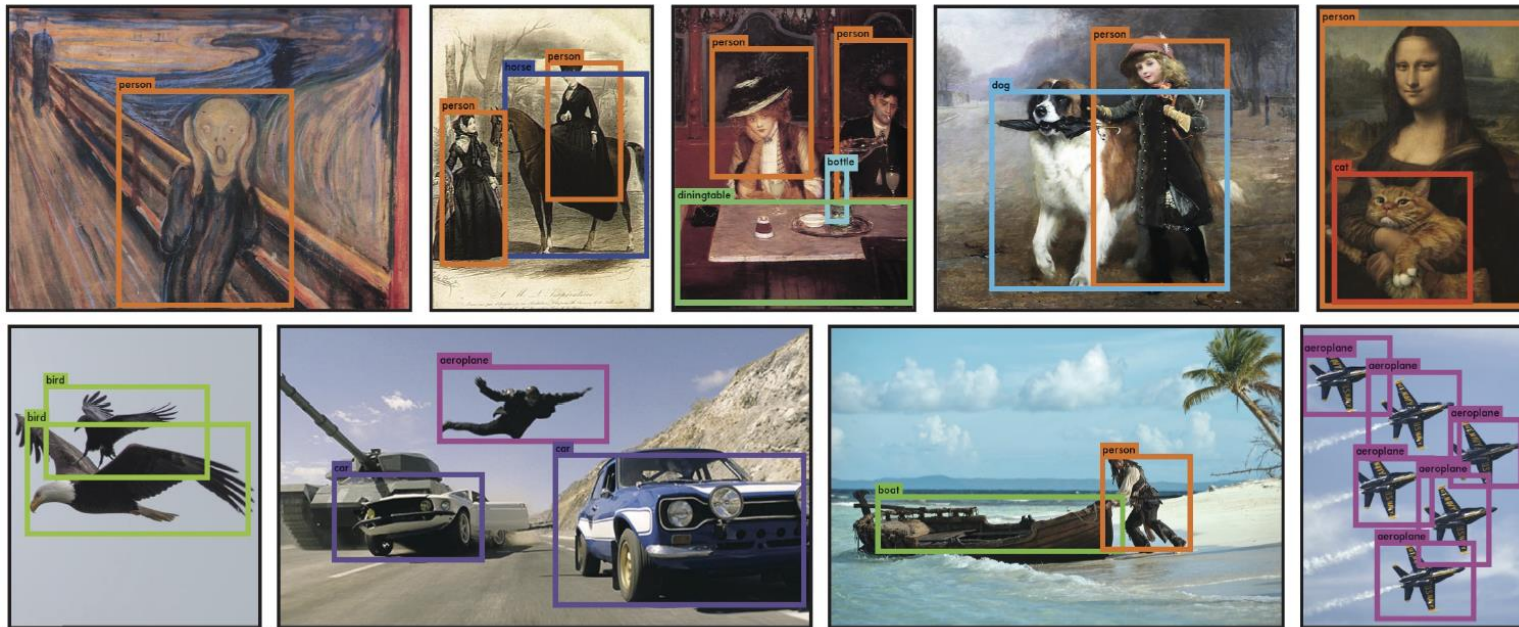 person
person
horse
person
person
person
bottle
diningtable
person
dog
person
cat
bird
bird
aeroplane
car
car
person
boat
aeroplane
aeroplane
aeroplane
aeroplane
aeroplane
aeroplane